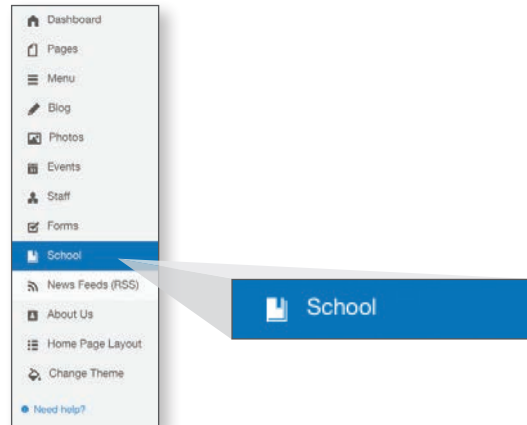 Dashboard
Pages
Menu
Blog
Photos
Events
Staff
Forms
School
News Feeds (RSS)
About Us
Home Page Layout
Change Theme
Need help?
School